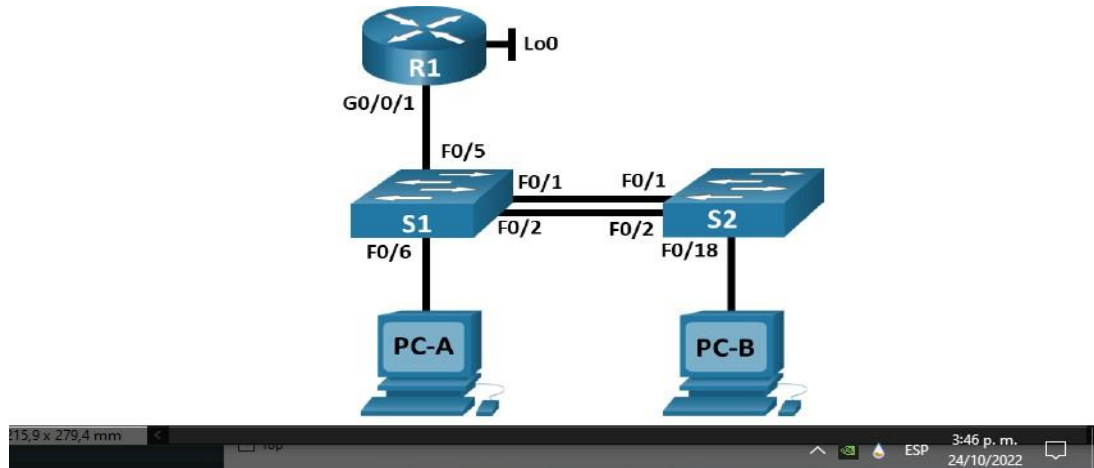 Lo0
R1
G0/0/1
F0/5
F0/1 F0/1
S1 F0/2 F0/2 S2
F0/6 F0/18
PC-A PC-B
215,9 x 279,4 mm <
Top
ESP 3:46 p. m.
24/10/2022